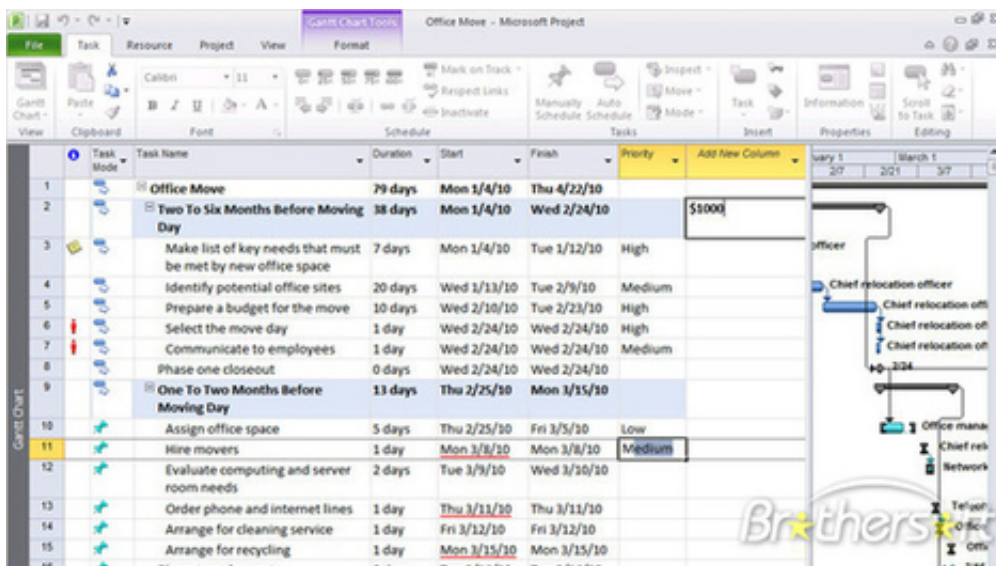 Gantt Chart Tools Office Move - Microsoft Project
File Task Resource Project View Format
Calibri 11 Mark on Track Inspect
Respect Links Move
Gantt Chart Paste B I U A Inactivate Manually Schedule Auto Schedule Mode Task Information Scroll to Task
View Clipboard Font Schedule Tasks Insert Properties Editing
Task Mode Task Name Duration Start Finish Priority Add New Column uary 1 March 1
2/7 2/21 3/7
1 Office Move 79 days Mon 1/4/10 Thu 4/22/10
2 Two To Six Months Before Moving 38 days Mon 1/4/10 Wed 2/24/10 $1000
Day
3 Make list of key needs that must 7 days Mon 1/4/10 Tue 1/12/10 High officer
be met by new office space
4 Identify potential office sites 20 days Wed 1/13/10 Tue 2/9/10 Medium Chief relocation officer
5 Prepare a budget for the move 10 days Wed 2/10/10 Tue 2/23/10 High Chief relocation offi
6 Select the move day 1 day Wed 2/24/10 Wed 2/24/10 High Chief relocation off
7 Communicate to employees 1 day Wed 2/24/10 Wed 2/24/10 Medium Chief relocation off
8 Phase one closeout 0 days Wed 2/24/10 Wed 2/24/10 2/24
9 One To Two Months Before 13 days Thu 2/25/10 Mon 3/15/10
Moving Day
10 Assign office space 5 days Thu 2/25/10 Fri 3/5/10 Low Office mana
11 Hire movers 1 day Mon 3/8/10 Mon 3/8/10 Medium Chief rel
12 Evaluate computing and server 2 days Tue 3/9/10 Wed 3/10/10 Network
room needs
13 Order phone and internet lines 1 day Thu 3/11/10 Thu 3/11/10
14 Arrange for cleaning service 1 day Fri 3/12/10 Fri 3/12/10
15 Arrange for recycling 1 day Mon 3/15/10 Mon 3/15/10
Gantt Chart
Brothersoft